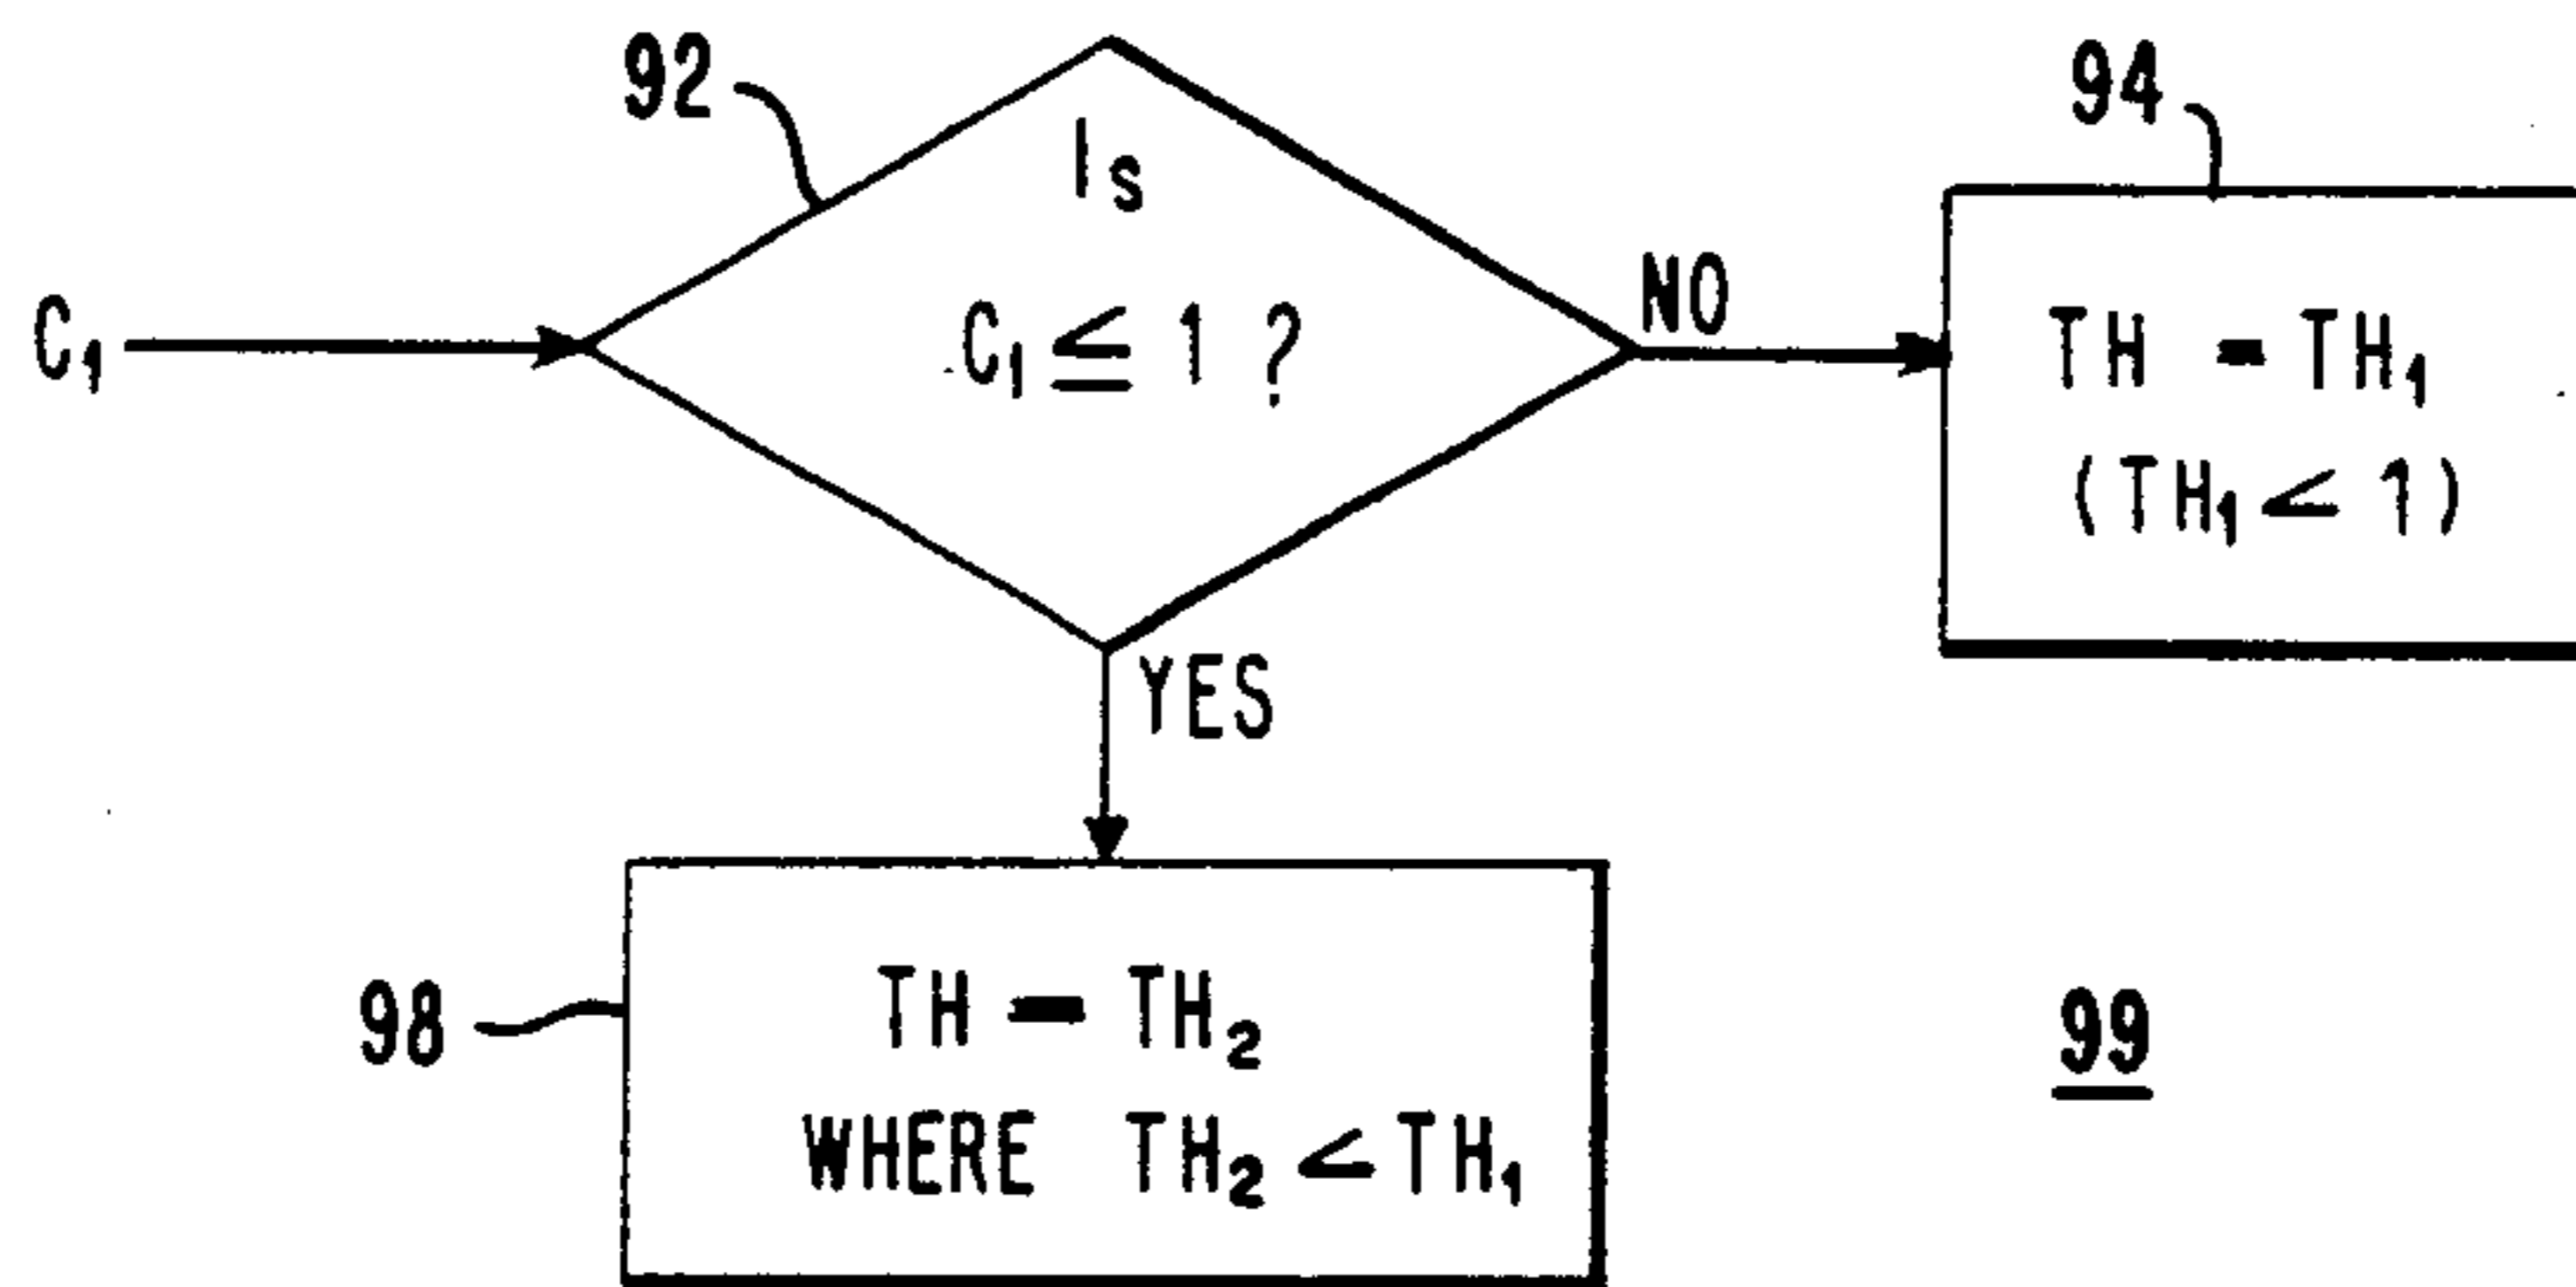 92
94
Is
C₁
C₁ ≤ 1 ?
NO
TH = TH₁
(TH₁ < 1)
YES
98
TH = TH₂
WHERE TH₂ < TH₁
99